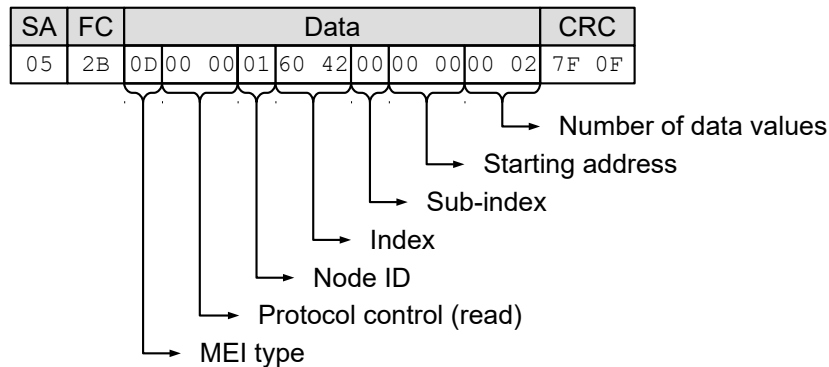 SA FC Data CRC
05 2B 0D 00 00 01 60 42 00 00 00 00 02 7F 0F
Number of data values
Starting address
Sub-index
Index
Node ID
Protocol control (read)
MEI type